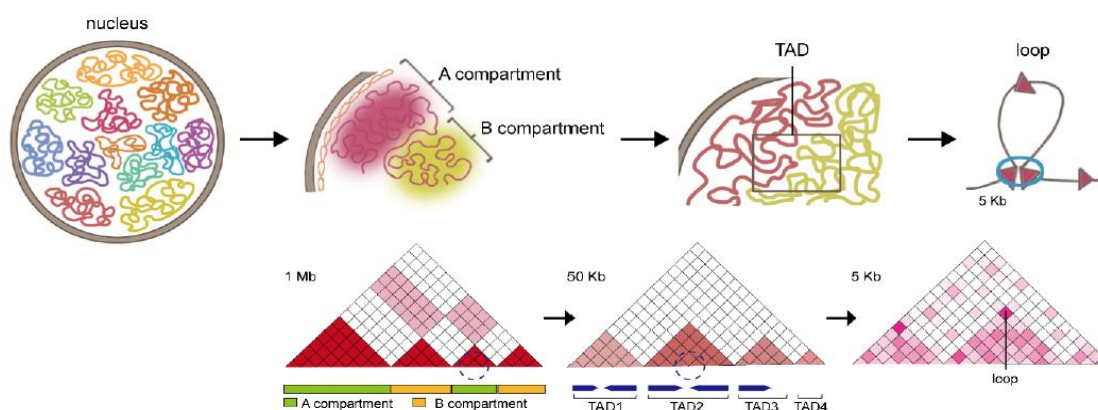 nucleus
A compartment
B compartment
TAD
loop
5 Kb
1 Mb
50 Kb
5 Kb
loop
A compartment B compartment
TAD1 TAD2 TAD3 TAD4